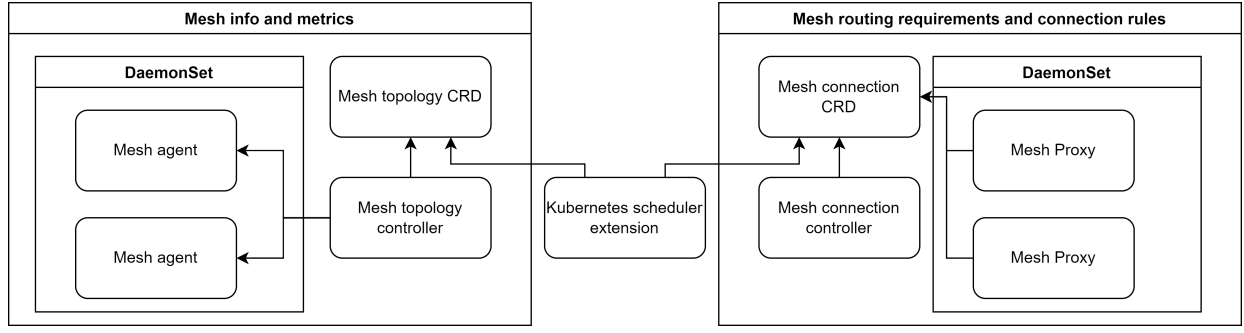 Mesh info and metrics
DaemonSet
Mesh agent
Mesh agent
Mesh topology CRD
Mesh topology
controller
Kubernetes scheduler
extension
Mesh routing requirements and connection rules
Mesh connection
CRD
Mesh connection
controller
DaemonSet
Mesh Proxy
Mesh Proxy